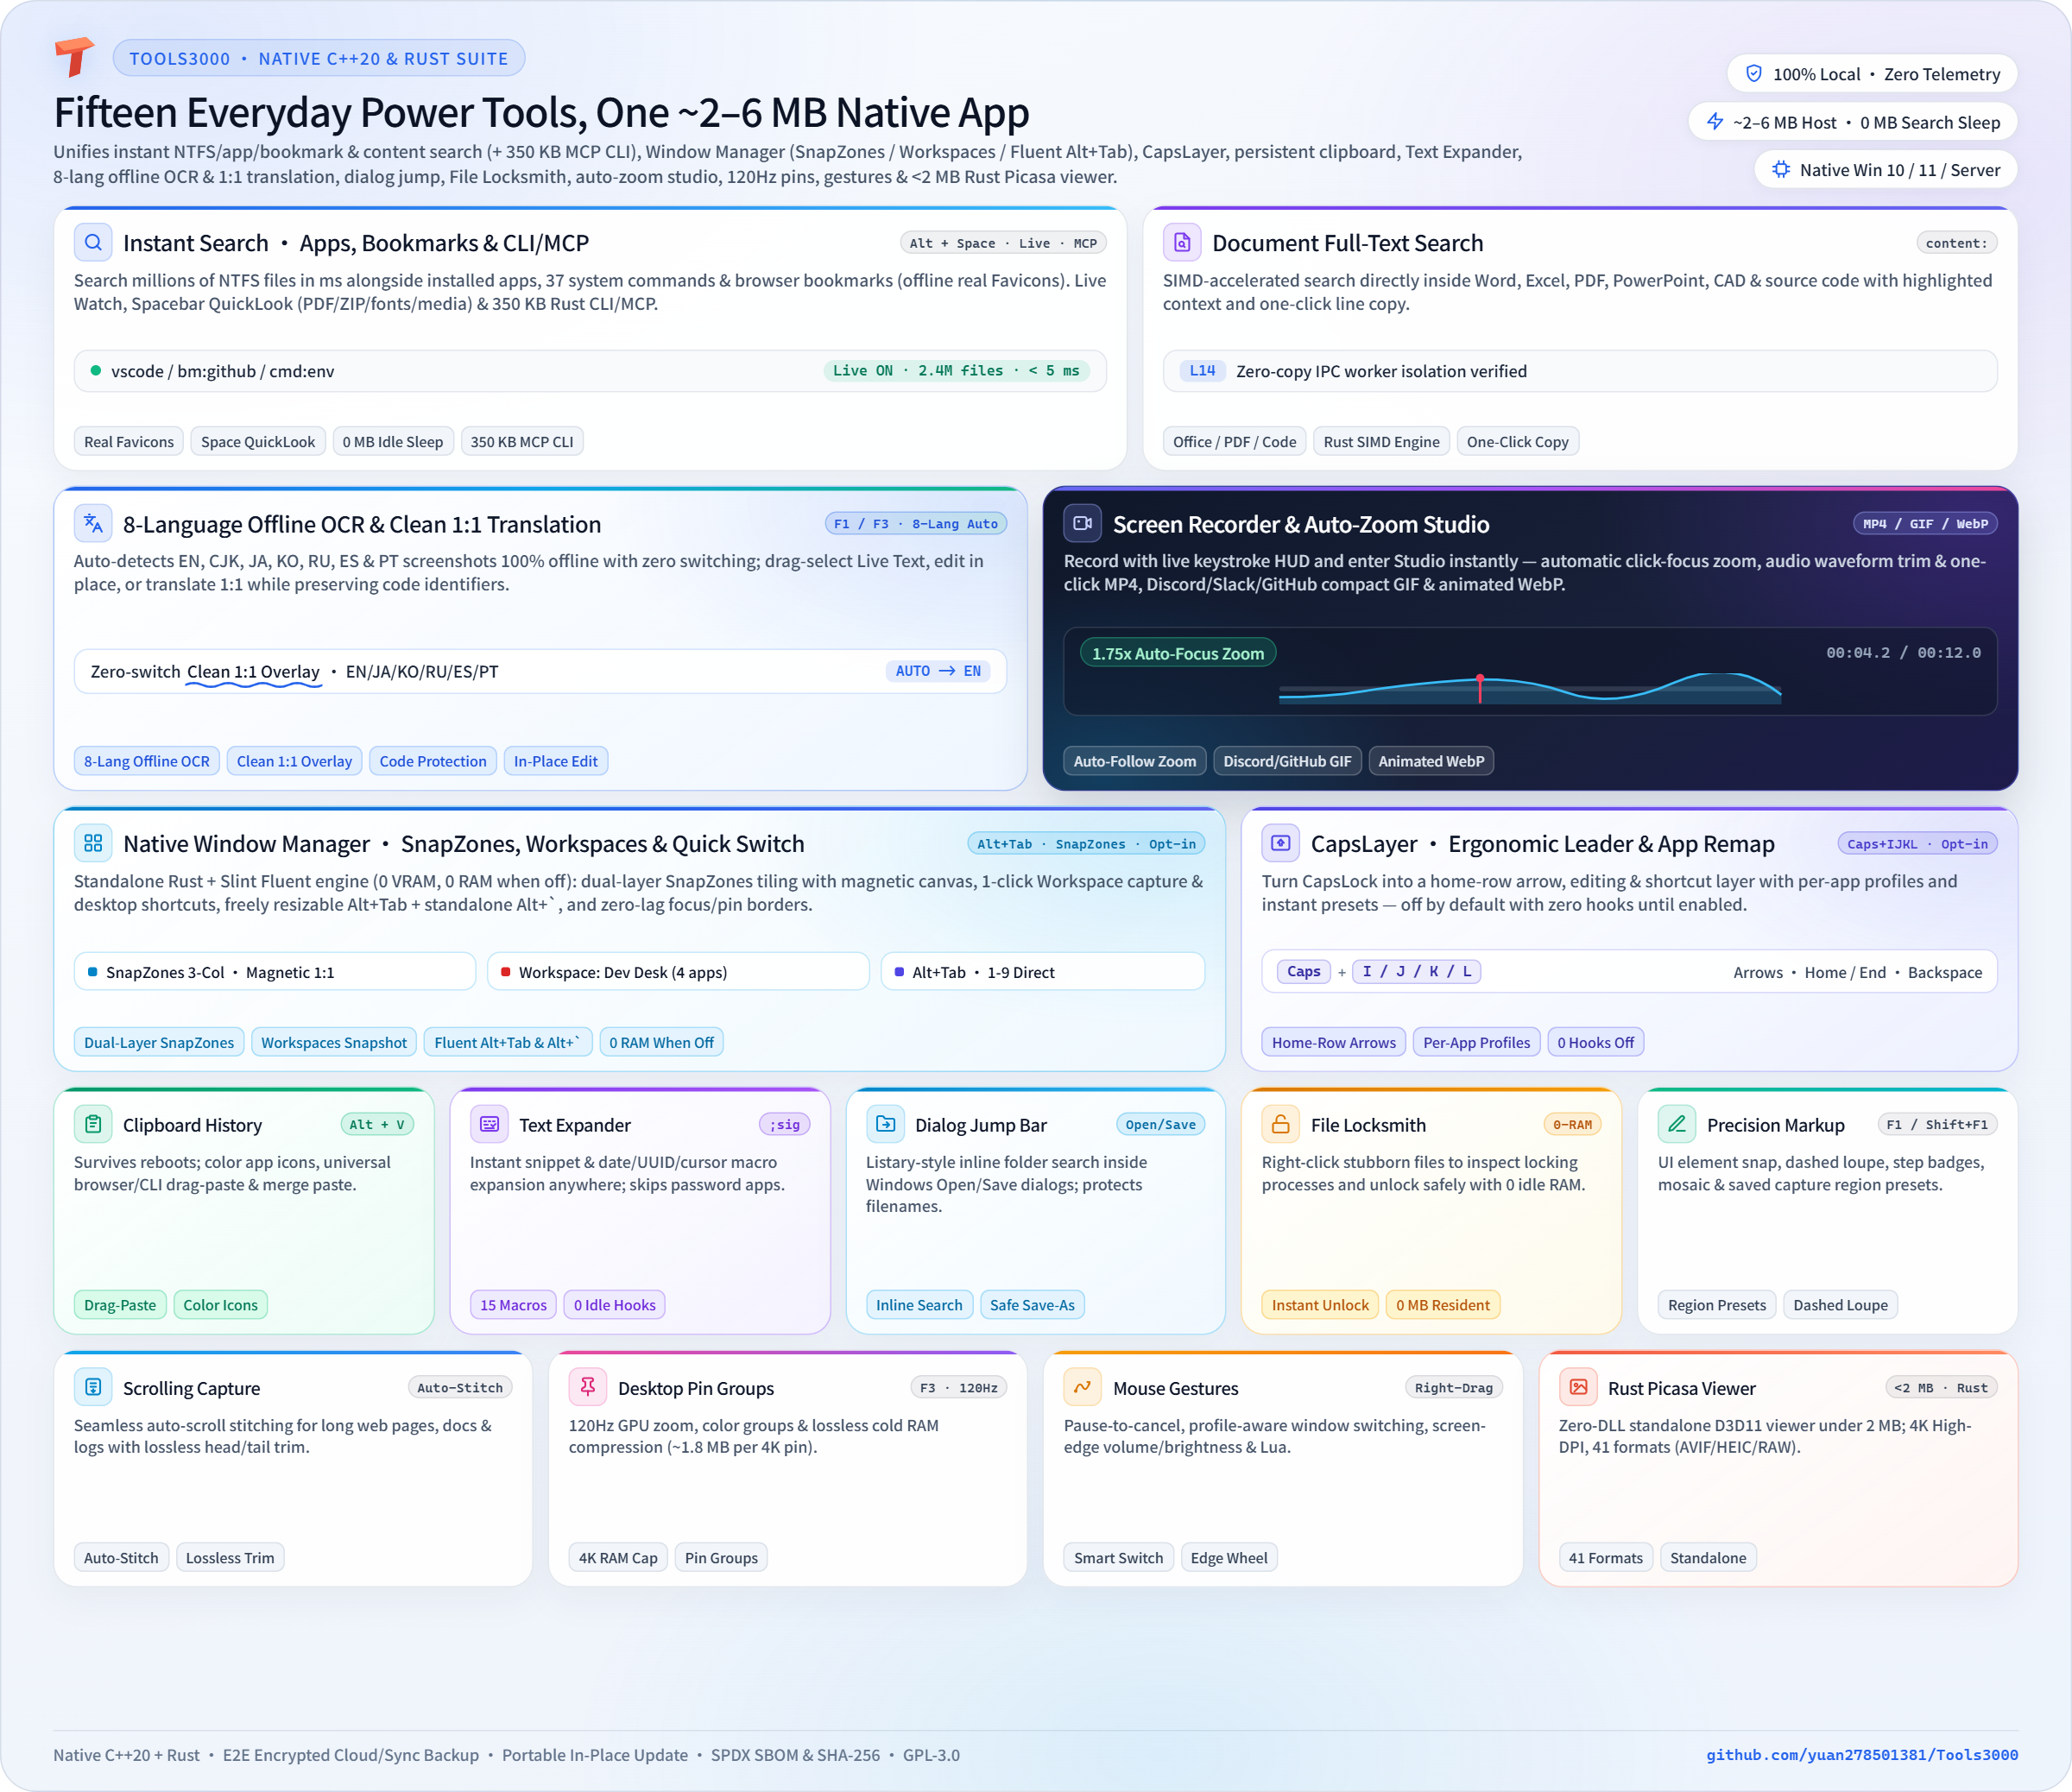 TOOLS3000 • NATIVE C++20 & RUST SUITE
Fifteen Everyday Power Tools, One ~2–6 MB Native App
Unifies instant NTFS/app/bookmark & content search (+ 350 KB MCP CLI), Window Manager (SnapZones / Workspaces / Fluent Alt+Tab), CapsLayer, persistent clipboard, Text Expander,
8-lang offline OCR & 1:1 translation, dialog jump, File Locksmith, auto-zoom studio, 120Hz pins, gestures & <2 MB Rust Picasa viewer.
100% Local • Zero Telemetry
~2–6 MB Host • 0 MB Search Sleep
Native Win 10 / 11 / Server
Instant Search • Apps, Bookmarks & CLI/MCP
Alt + Space · Live · MCP
Search millions of NTFS files in ms alongside installed apps, 37 system commands & browser bookmarks (offline real Favicons). Live
Watch, Spacebar QuickLook (PDF/ZIP/fonts/media) & 350 KB Rust CLI/MCP.
vscode / bm:github / cmd:env
Live ON · 2.4M files · < 5 ms
Real Favicons
Space QuickLook
0 MB Idle Sleep
350 KB MCP CLI
Document Full-Text Search
content:
SIMD-accelerated search directly inside Word, Excel, PDF, PowerPoint, CAD & source code with highlighted
context and one-click line copy.
L14 Zero-copy IPC worker isolation verified
Office / PDF / Code
Rust SIMD Engine
One-Click Copy
8-Language Offline OCR & Clean 1:1 Translation
F1 / F3 · 8-Lang Auto
Auto-detects EN, CJK, JA, KO, RU, ES & PT screenshots 100% offline with zero switching; drag-select Live Text, edit in
place, or translate 1:1 while preserving code identifiers.
Zero-switch Clean 1:1 Overlay • EN/JA/KO/RU/ES/PT
AUTO → EN
8-Lang Offline OCR
Clean 1:1 Overlay
Code Protection
In-Place Edit
Screen Recorder & Auto-Zoom Studio
MP4 / GIF / WebP
Record with live keystroke HUD and enter Studio instantly — automatic click-focus zoom, audio waveform trim & one-
click MP4, Discord/Slack/GitHub compact GIF & animated WebP.
1.75x Auto-Focus Zoom
00:04.2 / 00:12.0
Auto-Follow Zoom
Discord/GitHub GIF
Animated WebP
Native Window Manager • SnapZones, Workspaces & Quick Switch
Alt+Tab · SnapZones · Opt-in
Standalone Rust + Slint Fluent engine (0 VRAM, 0 RAM when off): dual-layer SnapZones tiling with magnetic canvas, 1-click Workspace capture &
desktop shortcuts, freely resizable Alt+Tab + standalone Alt+`, and zero-lag focus/pin borders.
SnapZones 3-Col • Magnetic 1:1
Workspace: Dev Desk (4 apps)
Alt+Tab • 1-9 Direct
Dual-Layer SnapZones
Workspaces Snapshot
Fluent Alt+Tab & Alt+`
0 RAM When Off
CapsLayer • Ergonomic Leader & App Remap
Caps+IJKL · Opt-in
Turn CapsLock into a home-row arrow, editing & shortcut layer with per-app profiles and
instant presets — off by default with zero hooks until enabled.
Caps + I / J / K / L
Arrows • Home / End • Backspace
Home-Row Arrows
Per-App Profiles
0 Hooks Off
Clipboard History
Alt + V
Survives reboots; color app icons, universal
browser/CLI drag-paste & merge paste.
Drag-Paste
Color Icons
Text Expander
;sig
Instant snippet & date/UUID/cursor macro
expansion anywhere; skips password apps.
15 Macros
0 Idle Hooks
Dialog Jump Bar
Open/Save
Listary-style inline folder search inside
Windows Open/Save dialogs; protects
filenames.
Inline Search
Safe Save-As
File Locksmith
0-RAM
Right-click stubborn files to inspect locking
processes and unlock safely with 0 idle RAM.
Instant Unlock
0 MB Resident
Precision Markup
F1 / Shift+F1
UI element snap, dashed loupe, step badges,
mosaic & saved capture region presets.
Region Presets
Dashed Loupe
Scrolling Capture
Auto-Stitch
Seamless auto-scroll stitching for long web pages, docs &
logs with lossless head/tail trim.
Auto-Stitch
Lossless Trim
Desktop Pin Groups
F3 · 120Hz
120Hz GPU zoom, color groups & lossless cold RAM
compression (~1.8 MB per 4K pin).
4K RAM Cap
Pin Groups
Mouse Gestures
Right-Drag
Pause-to-cancel, profile-aware window switching, screen-
edge volume/brightness & Lua.
Smart Switch
Edge Wheel
Rust Picasa Viewer
<2 MB · Rust
Zero-DLL standalone D3D11 viewer under 2 MB; 4K High-
DPI, 41 formats (AVIF/HEIC/RAW).
41 Formats
Standalone
Native C++20 + Rust • E2E Encrypted Cloud/Sync Backup • Portable In-Place Update • SPDX SBOM & SHA-256 • GPL-3.0
github.com/yuan278501381/Tools3000